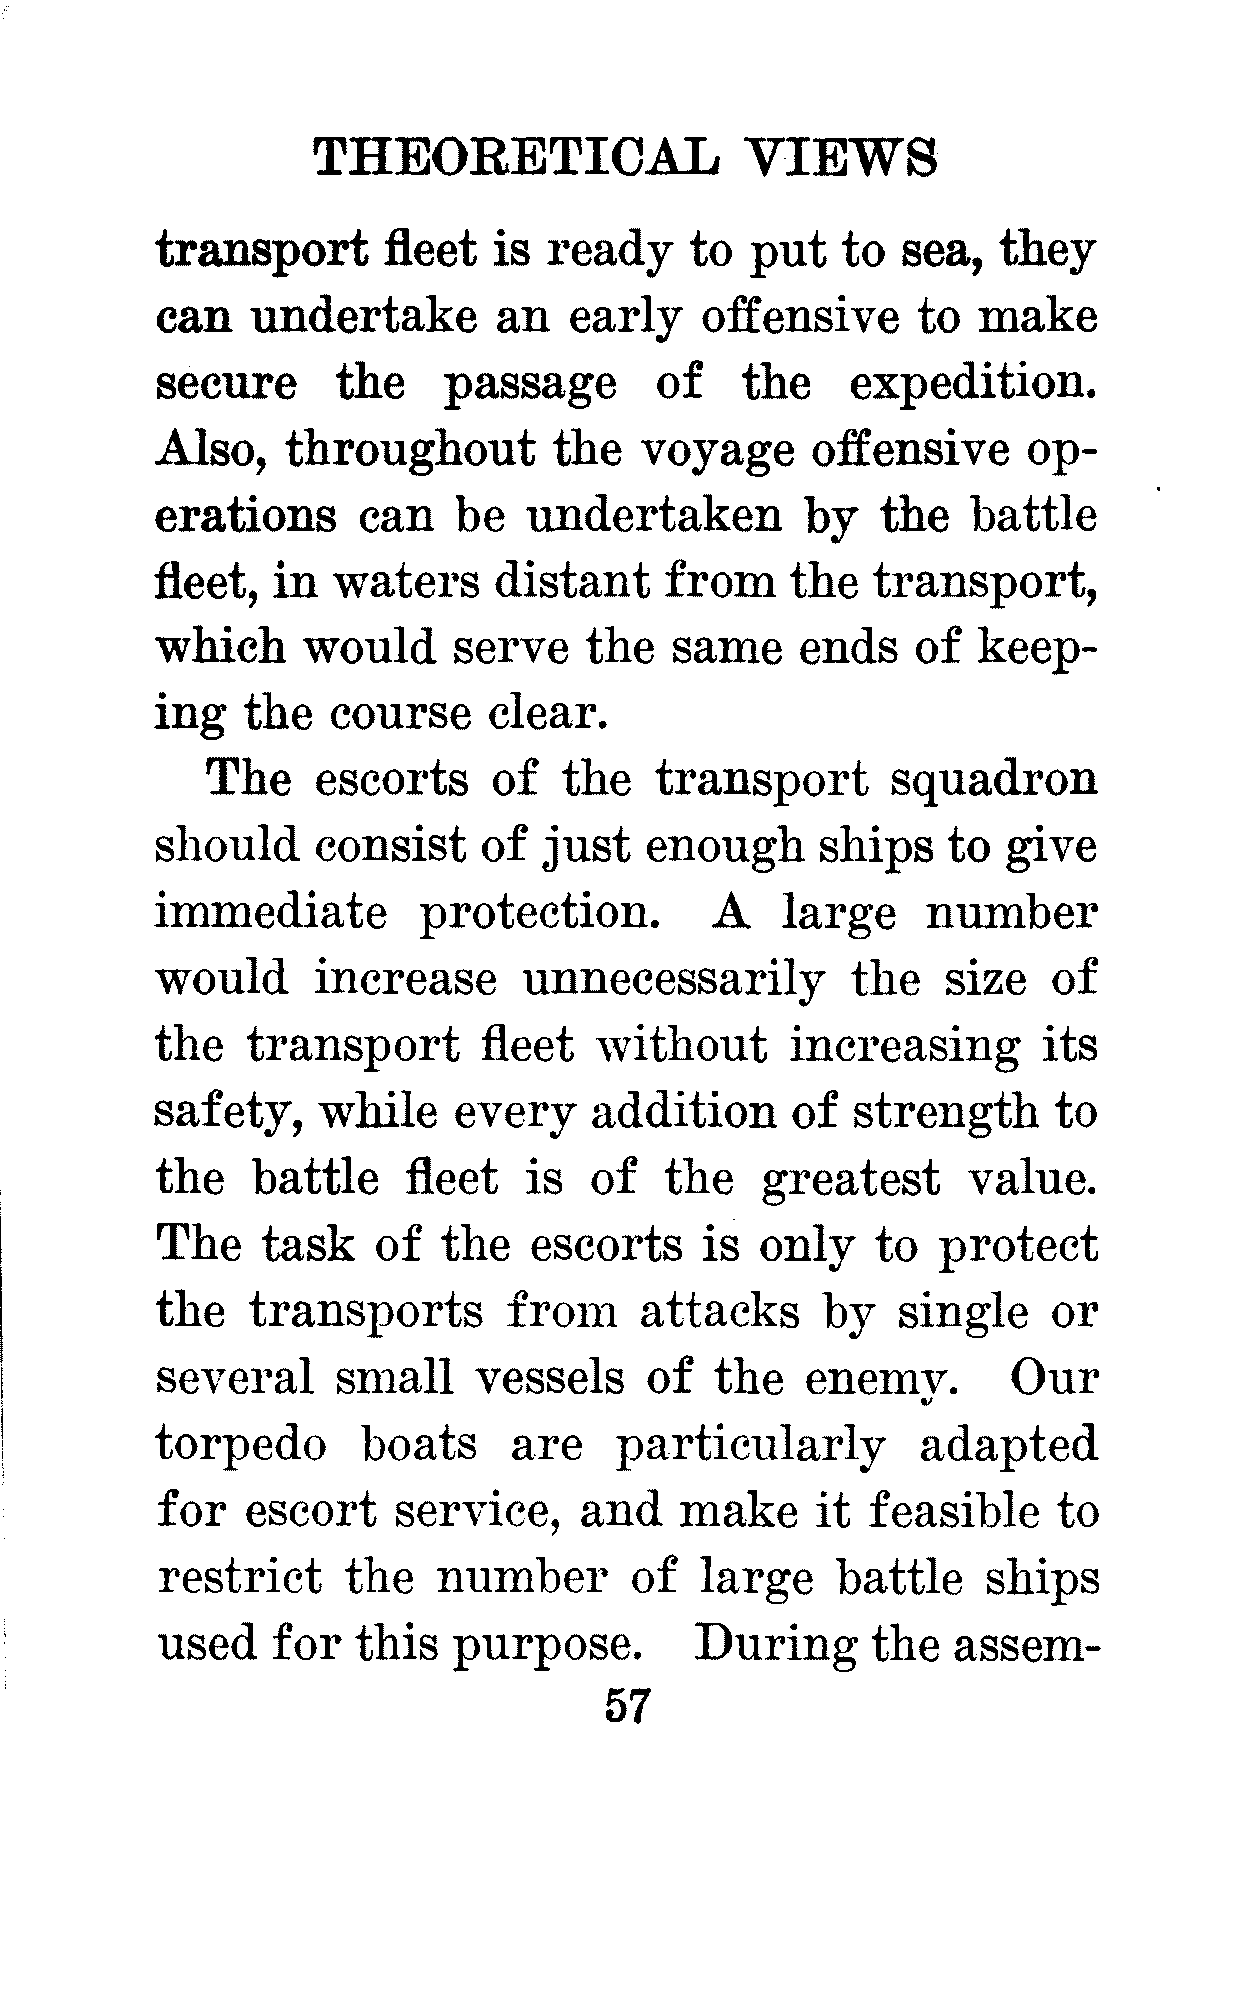 THEORETICAL VIEWS
transport fleet is ready to put to sea, they
can undertake an early offensive to make
secure the passage of the expedition.
Also, throughout the voyage offensive op-
erations can be undertaken by the battle
fleet, in waters distant from the transport,
which would serve the same ends of keep-
ing the course clear.
The escorts of the transport squadron
should consist of just enough ships to give
immediate protection. A large number
would increase unnecessarily the size of
the transport fleet without increasing its
safety, while every addition of strength to
the battle fleet is of the greatest value.
The task of the escorts is only to protect
the transports from attacks by single or
several small vessels of the enemy. Our
torpedo boats are particularly adapted
for escort service, and make it feasible to
restrict the number of large battle ships
used for this purpose. During the assem-
57